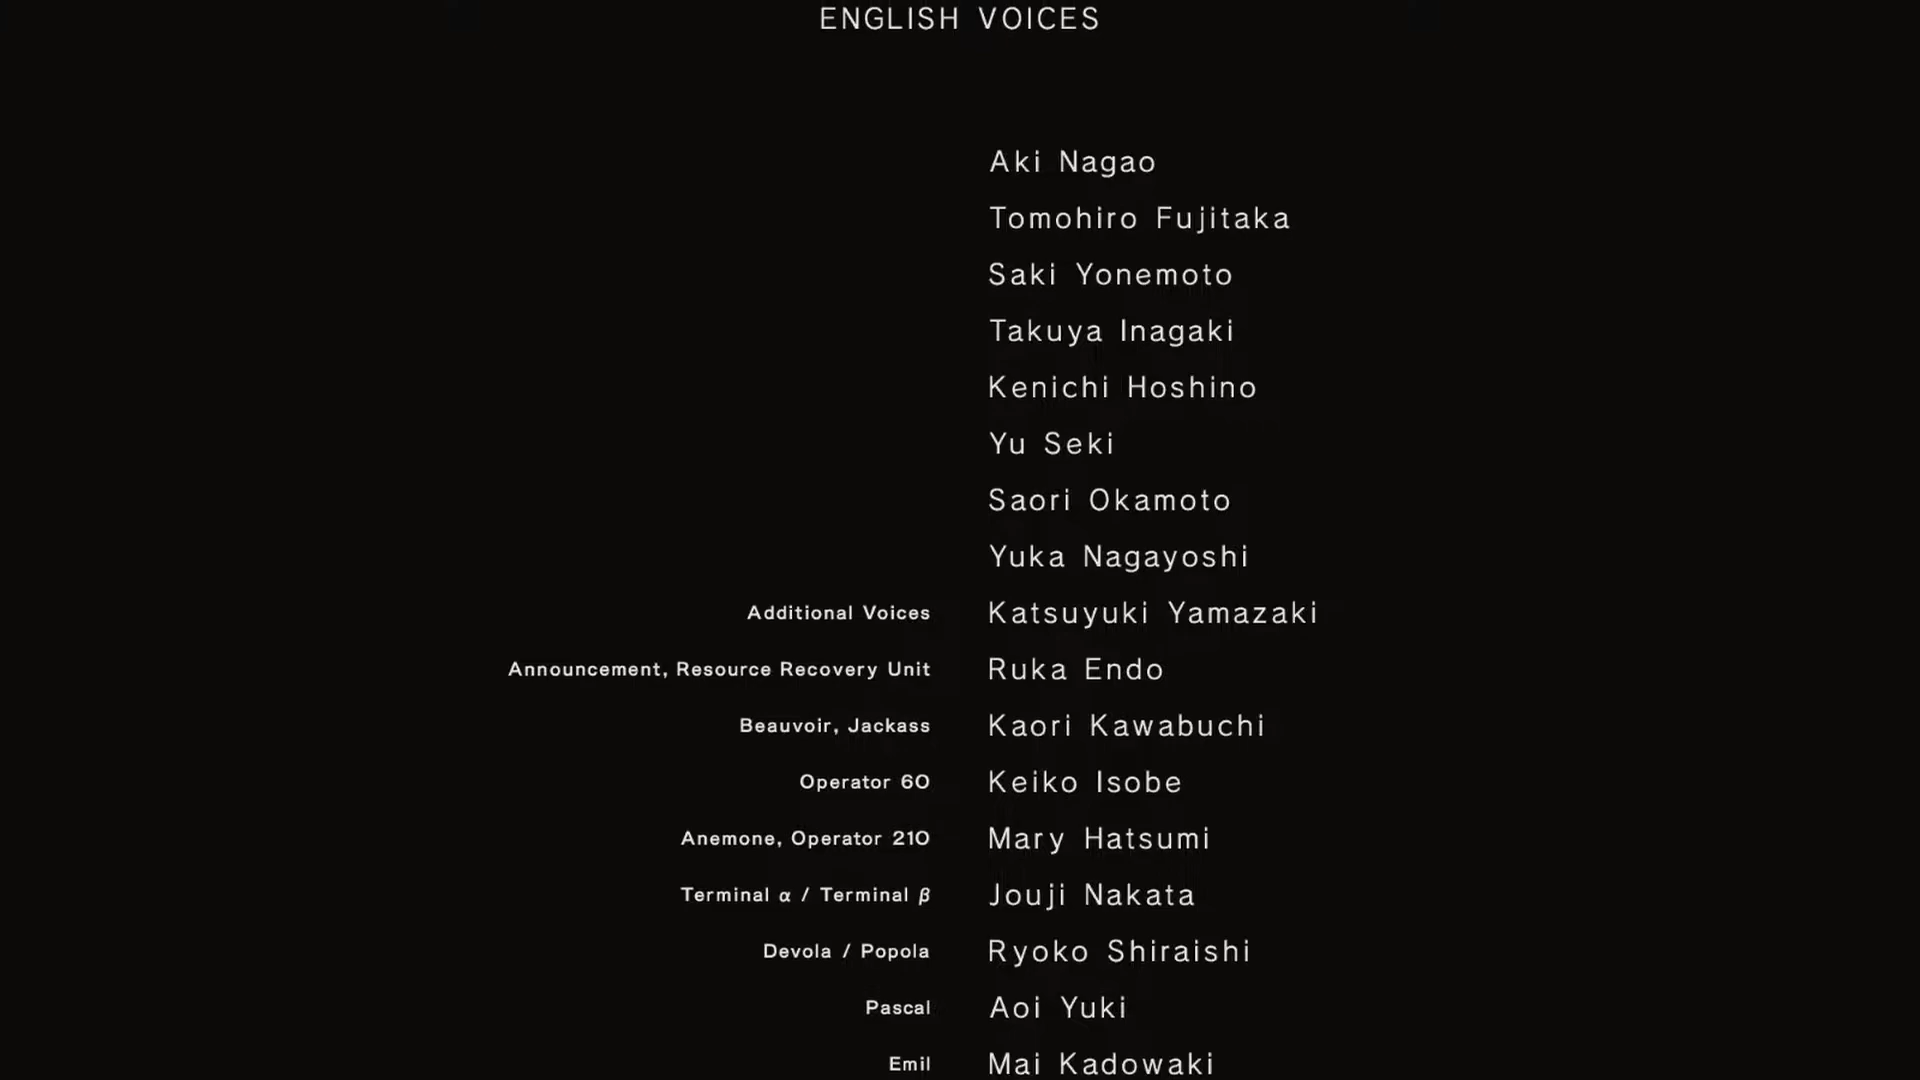 ENGLISH VOICES
Aki Nagao
Tomohiro Fujitaka
Saki Yonemoto
Takuya Inagaki
Kenichi Hoshino
Yu Seki
Saori Okamoto
Yuka Nagayoshi
Additional Voices Katsuyuki Yamazaki
Announcement, Resource Recovery Unit Ruka Endo
Beauvoir, Jackass Kaori Kawabuchi
Operator 6O Keiko Isobe
Anemone, Operator 21O Mary Hatsumi
Terminal α / Terminal β Jouji Nakata
Devola / Popola Ryoko Shiraishi
Pascal Aoi Yuki
Emil Mai Kadowaki